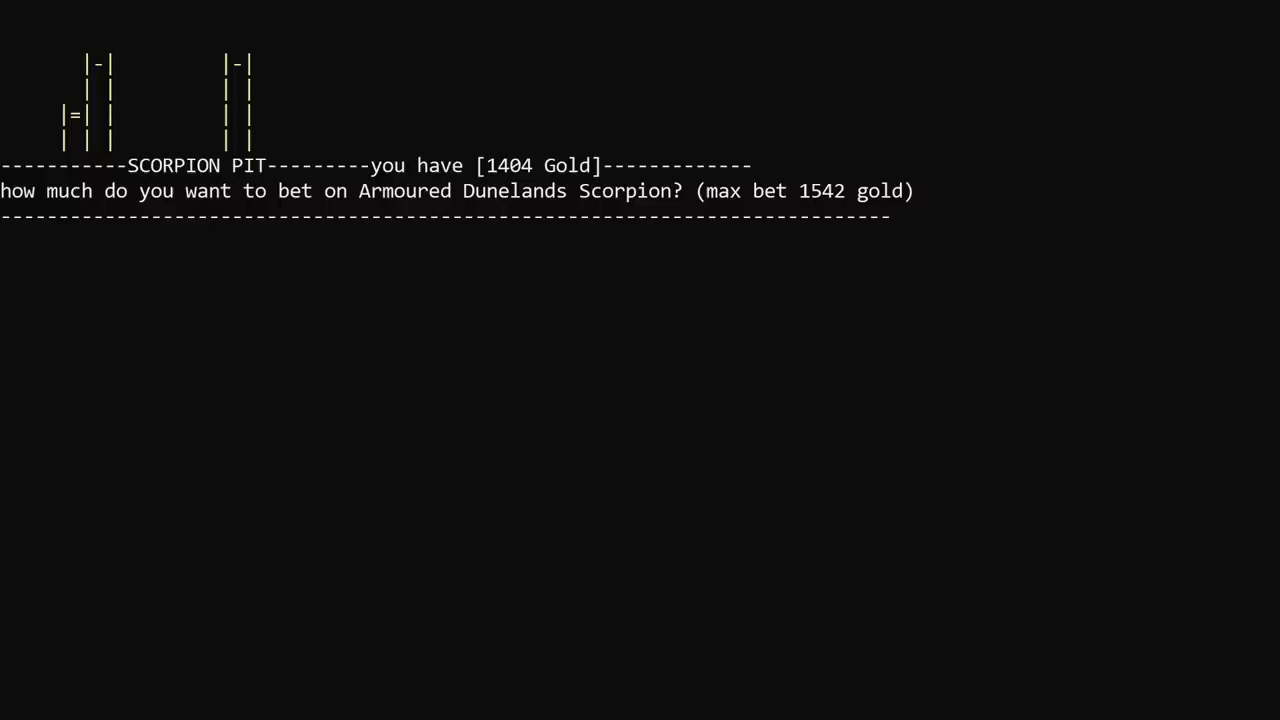 |-|         |-|
| |         | |
|=| |         | |
| | |         | |
-----------SCORPION PIT---------you have [1404 Gold]-------------
how much do you want to bet on Armoured Dunelands Scorpion? (max bet 1542 gold)
-----------------------------------------------------------------------------